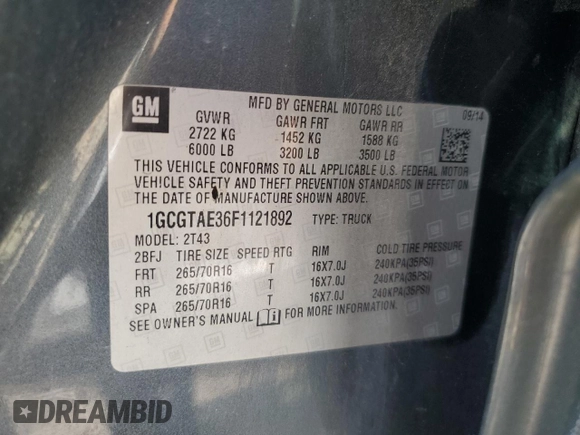 GM
MFD BY GENERAL MOTORS LLC
09/14
GVWR GAWR FRT GAWR RR
2722 KG 1452 KG 1588 KG
6000 LB 3200 LB 3500 LB
THIS VEHICLE CONFORMS TO ALL APPLICABLE U.S. FEDERAL MOTOR
VEHICLE SAFETY AND THEFT PREVENTION STANDARDS IN EFFECT ON
THE DATE OF MANUFACTURE SHOWN ABOVE.
1GCGTAE36F1121892 TYPE: TRUCK
MODEL: 2T43
2BFJ TIRE SIZE SPEED RTG RIM COLD TIRE PRESSURE
FRT 265/70R16 T 16X7.0J 240KPA(35PSI)
RR 265/70R16 T 16X7.0J 240KPA(35PSI)
SPA 265/70R16 T 16X7.0J 240KPA(35PSI)
SEE OWNER'S MANUAL FOR MORE INFORMATION.
DREAMBID